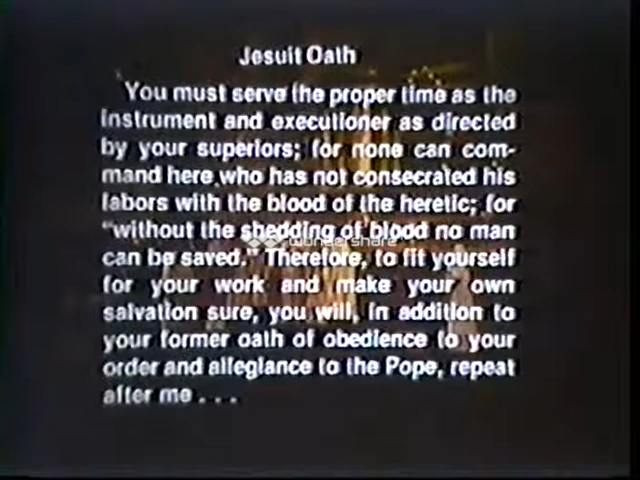 Jesuit Oath
You must serve the proper time as the
instrument and executioner as directed
by your superiors; for none can com-
mand here who has not consecrated his
labors with the blood of the heretic; for
"without the shedding of blood no man
can be saved." Therefore, to fit yourself
for your work and make your own
salvation sure, you will, in addition to
your former oath of obedience to your
order and allegiance to the Pope, repeat
after me . . .
wondershare